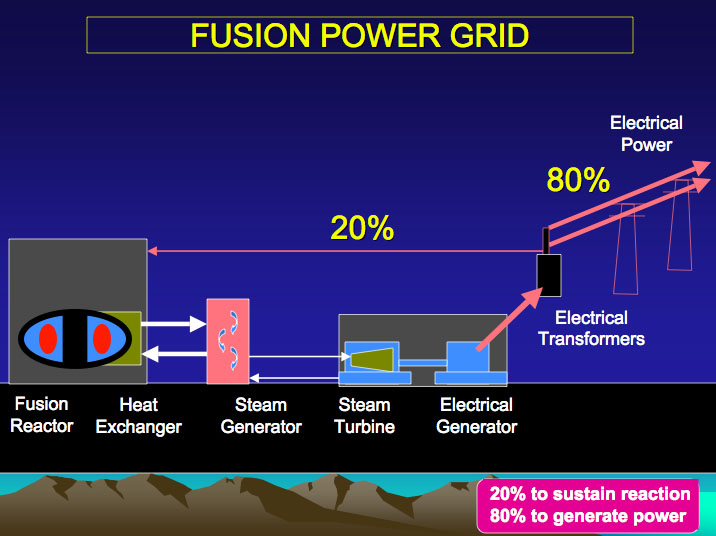 FUSION POWER GRID
Electrical
Power
80%
20%
Electrical
Transformers
Fusion
Reactor
Heat
Exchanger
Steam
Generator
Steam
Turbine
Electrical
Generator
20% to sustain reaction
80% to generate power